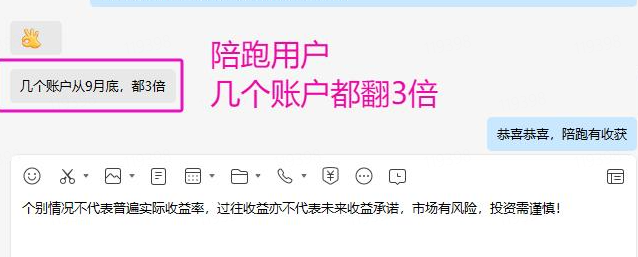 几个账户从9月底，都3倍
陪跑用户
几个账户都翻3倍
恭喜恭喜，陪跑有收获
个别情况不代表普遍实际收益率，过往收益亦不代表未来收益承诺，市场有风险，投资需谨慎！